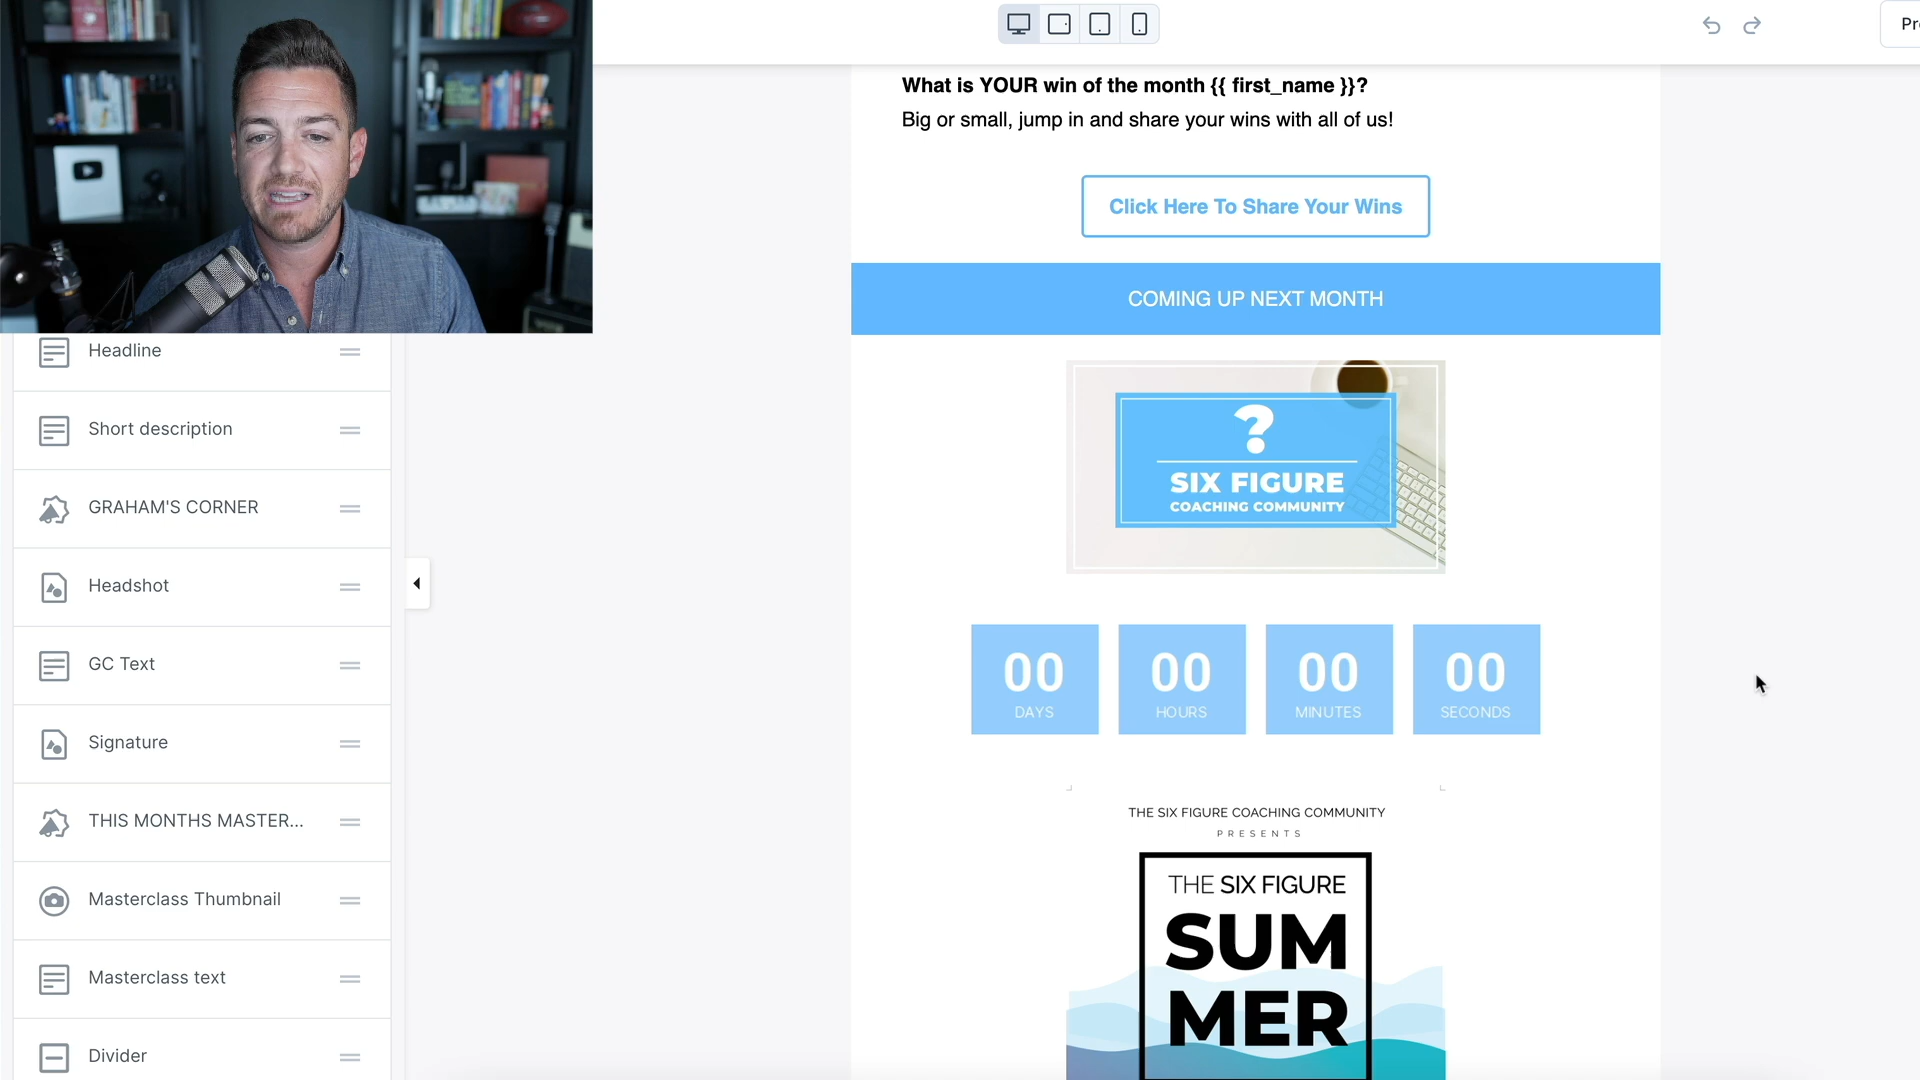 Pr
What is YOUR win of the month {{ first_name }}?
Big or small, jump in and share your wins with all of us!
Click Here To Share Your Wins
COMING UP NEXT MONTH
?
SIX FIGURE
COACHING COMMUNITY
00
DAYS
00
HOURS
00
MINUTES
00
SECONDS
THE SIX FIGURE COACHING COMMUNITY
PRESENTS
THE SIX FIGURE
SUM
MER
Headline
Short description
GRAHAM'S CORNER
Headshot
GC Text
Signature
THIS MONTHS MASTER...
Masterclass Thumbnail
Masterclass text
Divider